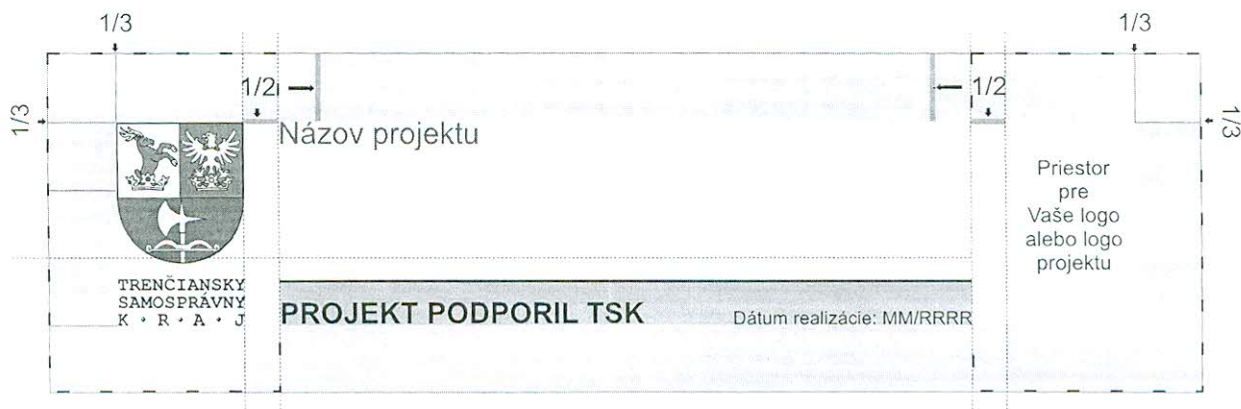 1/3
1/3
1/3
1/2
1/2
1/3
Názov projektu
Priestor
pre
Vaše logo
alebo logo
projektu
TRENČIANSKY
SAMOSPRÁVNY
K • R • A • J
PROJEKT PODPORIL TSK
Dátum realizácie: MM/RRRR